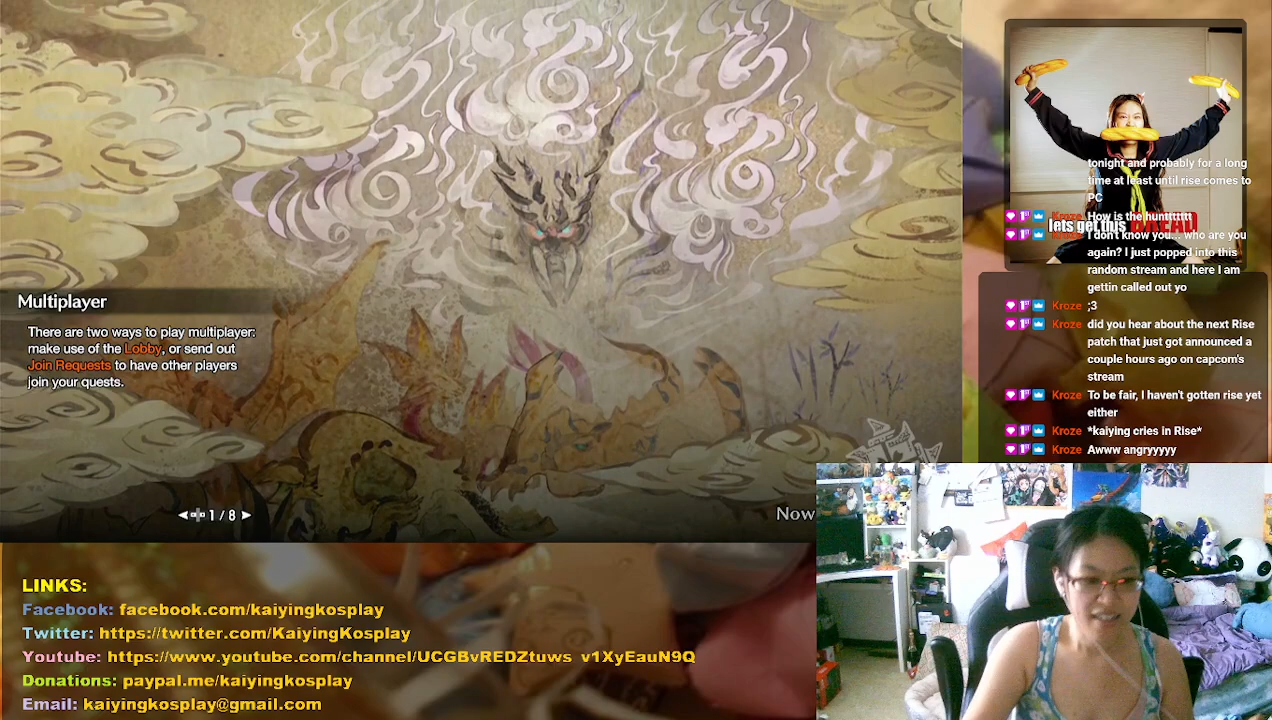 Multiplayer
There are two ways to play multiplayer:
make use of the Lobby, or send out
Join Requests to have other players
join your quests.
1 / 8
Now
LINKS:
Facebook: facebook.com/kaiyingkosplay
Twitter: https://twitter.com/KaiyingKosplay
Youtube: https://www.youtube.com/channel/UCGBvREDZtuws_v1XyEauN9Q
Donations: paypal.me/kaiyingkosplay
Email: kaiyingkosplay@gmail.com
tonight and probably for a long
time at least until rise comes to
PC
Kroze How is the hunttttttt
lets get this BREAD!
Kroze I don't know you... who are you
again? I just popped into this
random stream and here I am
gettin called out yo
Kroze ;3
Kroze did you hear about the next Rise
patch that just got announced a
couple hours ago on capcom's
stream
Kroze To be fair, I haven't gotten rise yet
either
Kroze *kaiying cries in Rise*
Kroze Awww angryyyyy